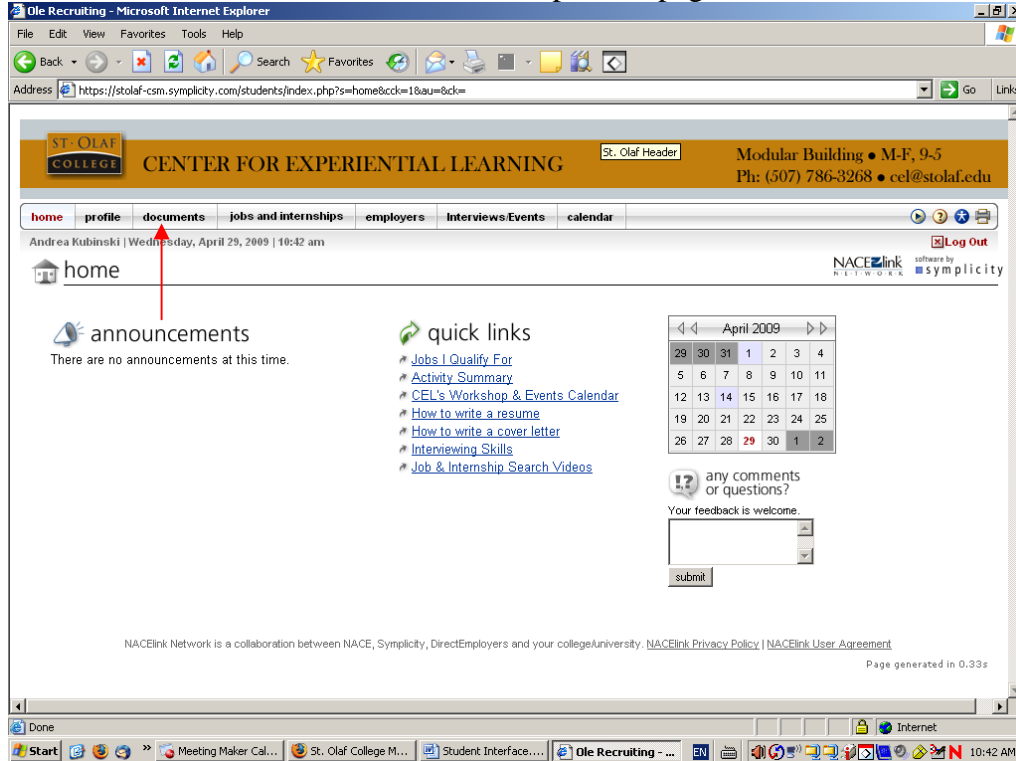 Ole Recruiting - Microsoft Internet Explorer
File Edit View Favorites Tools Help
Back Search Favorites
Address https://stolaf-csm.symplicity.com/students/index.php?s=home&cck=1&au=&ck= Go Links
ST· OLAF
COLLEGE
CENTER FOR EXPERIENTIAL LEARNING
St. Olaf Header
Modular Building • M-F, 9-5
Ph: (507) 786-3268 • cel@stolaf.edu
home profile documents jobs and internships employers Interviews/Events calendar
Andrea Kubinski | Wednesday, April 29, 2009 | 10:42 am
Log Out
home
NACElink
NETWORK
software by
symplicity
announcements
There are no announcements at this time.
quick links
Jobs I Qualify For
Activity Summary
CEL's Workshop & Events Calendar
How to write a resume
How to write a cover letter
Interviewing Skills
Job & Internship Search Videos
April 2009
29 30 31 1 2 3 4
5 6 7 8 9 10 11
12 13 14 15 16 17 18
19 20 21 22 23 24 25
26 27 28 29 30 1 2
any comments
or questions?
Your feedback is welcome.
submit
NACElink Network is a collaboration between NACE, Symplicity, DirectEmployers and your college/university. NACElink Privacy Policy | NACElink User Agreement
Page generated in 0.33s
Done
Internet
Start » Meeting Maker Cal... St. Olaf College M... Student Interface.... Ole Recruiting - ... EN 10:42 AM